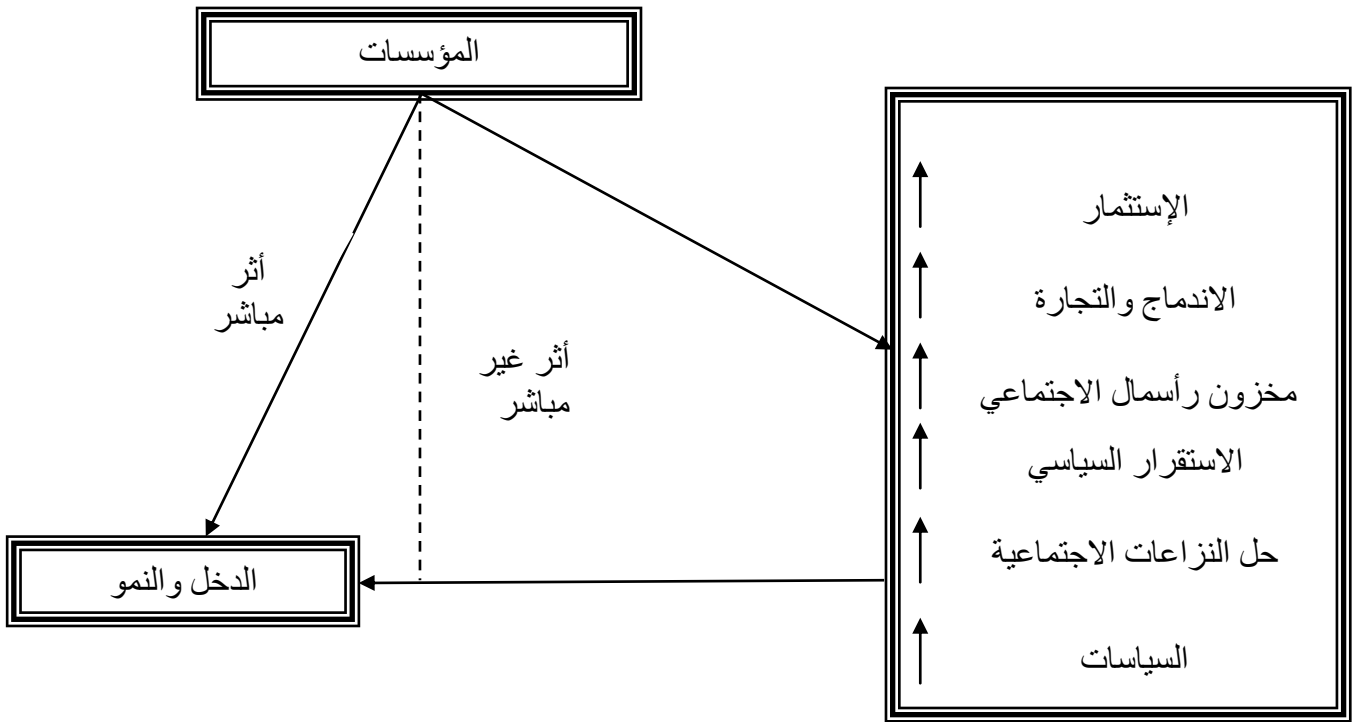 المؤسسات
الإستثمار
الاندماج والتجارة
مخزون رأسمال الاجتماعي
الاستقرار السياسي
حل النزاعات الاجتماعية
السياسات
أثر غير
مباشر
أثر
مباشر
الدخل والنمو